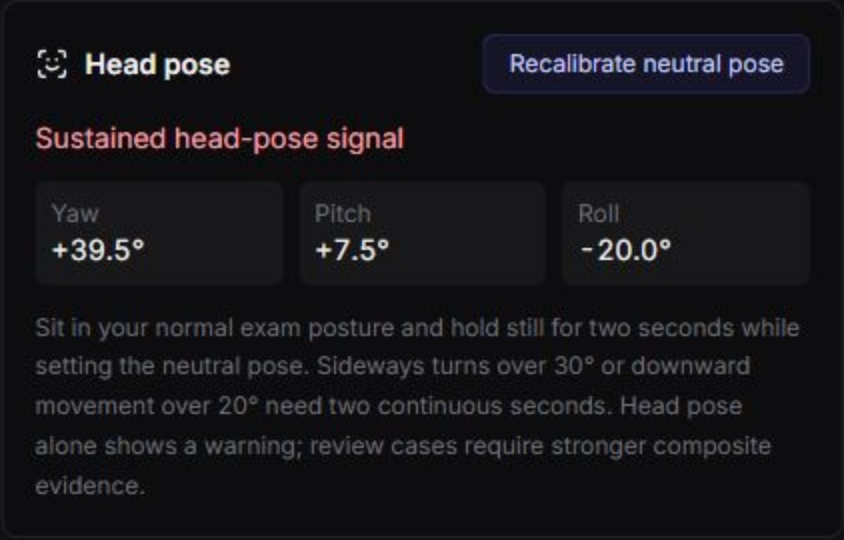 Head pose
Recalibrate neutral pose
Sustained head-pose signal
Yaw
+39.5°
Pitch
+7.5°
Roll
-20.0°
Sit in your normal exam posture and hold still for two seconds while
setting the neutral pose. Sideways turns over 30° or downward
movement over 20° need two continuous seconds. Head pose
alone shows a warning; review cases require stronger composite
evidence.